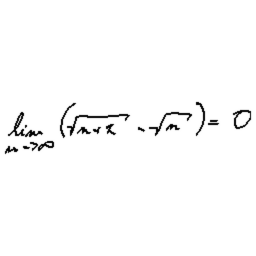 lim n->∞ (√(n+2) - √n) = 0